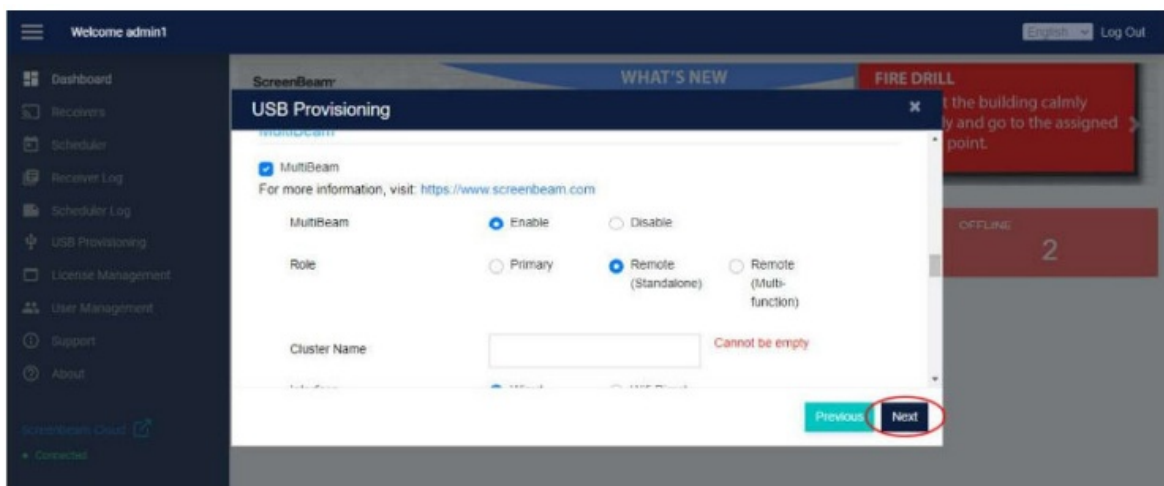 Welcome admin1
English
Log Out
Dashboard
Receivers
Scheduler
Receiver Log
Scheduler Log
USB Provisioning
License Management
User Management
Support
About
ScreenBeam Cloud
Connected
ScreenBeam
WHAT'S NEW
FIRE DRILL
t the building calmly
ly and go to the assigned
point.
OFFLINE
2
USB Provisioning
MultiBeam
MultiBeam
For more information, visit: https://www.screenbeam.com
MultiBeam
Enable
Disable
Role
Primary
Remote
(Standalone)
Remote
(Multi-
function)
Cluster Name
Cannot be empty
Previous
Next